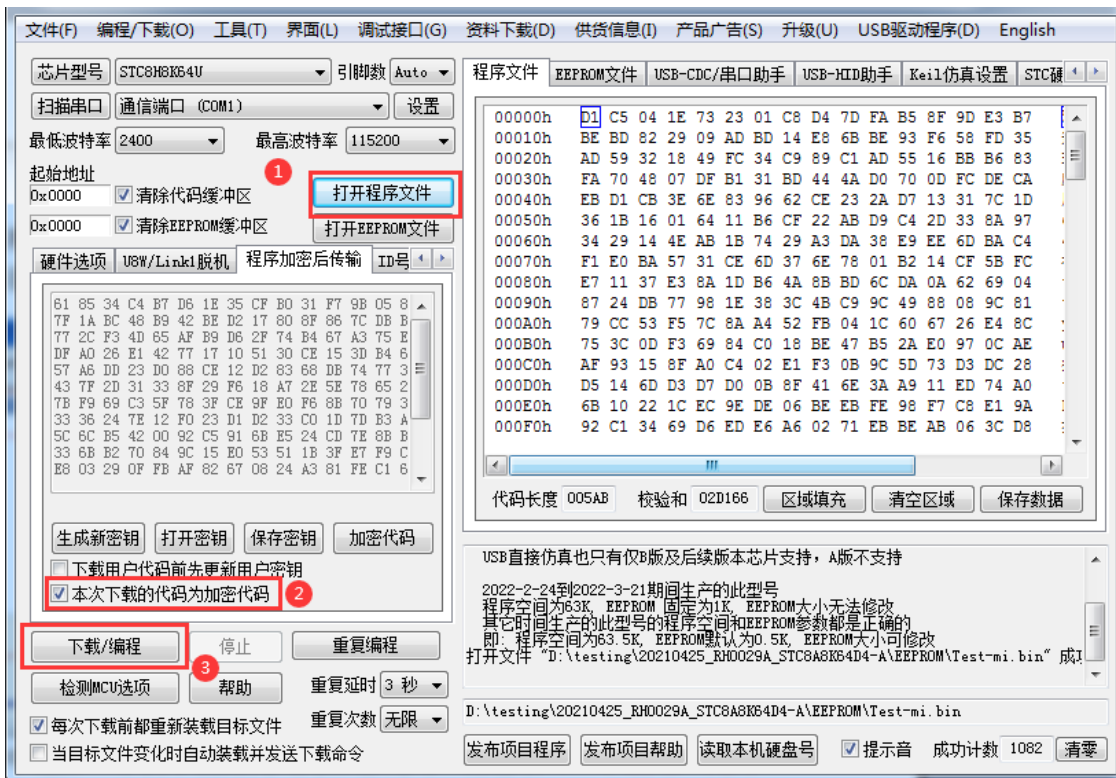 文件(F) 编程/下载(O) 工具(T) 界面(L) 调试接口(G) 资料下载(D) 供货信息(I) 产品广告(S) 升级(U) USB驱动程序(D) English
芯片型号 STC8H8K64U 引脚数 Auto
扫描串口 通信端口 (COM1) 设置
最低波特率 2400 最高波特率 115200
起始地址
1
0x0000 清除代码缓冲区 打开程序文件
0x0000 清除EEPROM缓冲区 打开EEPROM文件
硬件选项 U8W/Link1脱机 程序加密后传输 ID号
61 85 34 C4 B7 D6 1E 35 CF B0 31 F7 9B 05 8
7F 1A BC 48 B9 42 BE D2 17 80 8F 86 7C DB B
77 2C F3 4D 65 AF B9 D6 2F 74 B4 67 A3 75 E
DF A0 26 E1 42 77 17 10 51 30 CE 15 3D B4 6
57 A6 DD 23 D0 88 CE 12 D2 83 68 DB 74 77 3
43 7F 2D 31 33 8F 29 F6 18 A7 2E 5E 78 65 2
7B F9 69 C3 5F 78 3F CE 9F E0 F6 8B 70 79 3
33 36 24 7E 12 F0 23 D1 D2 33 C0 1D 7D B3 A
5C 6C B5 42 00 92 C5 91 6B E5 24 CD 7E 8B B
33 6B B2 70 84 9C 15 E0 53 51 1B 3F E7 F9 C
E8 03 29 0F FB AF 82 67 08 24 A3 81 FE C1 6
生成新密钥 打开密钥 保存密钥 加密代码
下载用户代码前先更新用户密钥
本次下载的代码为加密代码 2
下载/编程 停止 重复编程
3
检测MCU选项 帮助 重复延时 3 秒
每次下载前都重新装载目标文件 重复次数 无限
当目标文件变化时自动装载并发送下载命令
程序文件 EEPROM文件 USB-CDC/串口助手 USB-HID助手 Keil仿真设置 STC硬
00000h D1 C5 04 1E 73 23 01 C8 D4 7D FA B5 8F 9D E3 B7
00010h BE BD 82 29 09 AD BD 14 E8 6B BE 93 F6 58 FD 35
00020h AD 59 32 18 49 FC 34 C9 89 C1 AD 55 16 BB B6 83
00030h FA 70 48 07 DF B1 31 BD 44 4A D0 70 0D FC DE CA
00040h EB D1 CB 3E 6E 83 96 62 CE 23 2A D7 13 31 7C 1D
00050h 36 1B 16 01 64 11 B6 CF 22 AB D9 C4 2D 33 8A 97
00060h 34 29 14 4E AB 1B 74 29 A3 DA 38 E9 EE 6D BA C4
00070h F1 E0 BA 57 31 CE 6D 37 6E 78 01 B2 14 CF 5B FC
00080h E7 11 37 E3 8A 1D B6 4A 8B BD 6C DA 0A 62 69 04
00090h 87 24 DB 77 98 1E 38 3C 4B C9 9C 49 88 08 9C 81
000A0h 79 CC 53 F5 7C 8A A4 52 FB 04 1C 60 67 26 E4 8C
000B0h 75 3C 0D F3 69 84 C0 18 BE 47 B5 2A E0 97 0C AE
000C0h AF 93 15 8F A0 C4 02 E1 F3 0B 9C 5D 73 D3 DC 28
000D0h D5 14 6D D3 D7 D0 0B 8F 41 6E 3A A9 11 ED 74 A0
000E0h 6B 10 22 1C EC 9E DE 06 BE EB FE 98 F7 C8 E1 9A
000F0h 92 C1 34 69 D6 ED E6 A6 02 71 EB BE AB 06 3C D8
代码长度 005AB 校验和 02D166 区域填充 清空区域 保存数据
USB直接仿真也只有仅B版及后续版本芯片支持，A版不支持
2022-2-24到2022-3-21期间生产的此型号
程序空间为63K, EEPROM 固定为1K, EEPROM大小无法修改
其它时间生产的此型号的程序空间和EEPROM参数都是正确的
即: 程序空间为63.5K, EEPROM默认为0.5K, EEPROM大小可修改
打开文件 "D:\testing\20210425_RH0029A_STC8A8K64D4-A\EEPROM\Test-mi.bin" 成
D:\testing\20210425_RH0029A_STC8A8K64D4-A\EEPROM\Test-mi.bin
发布项目程序 发布项目帮助 读取本机硬盘号 提示音 成功计数 1082 清零